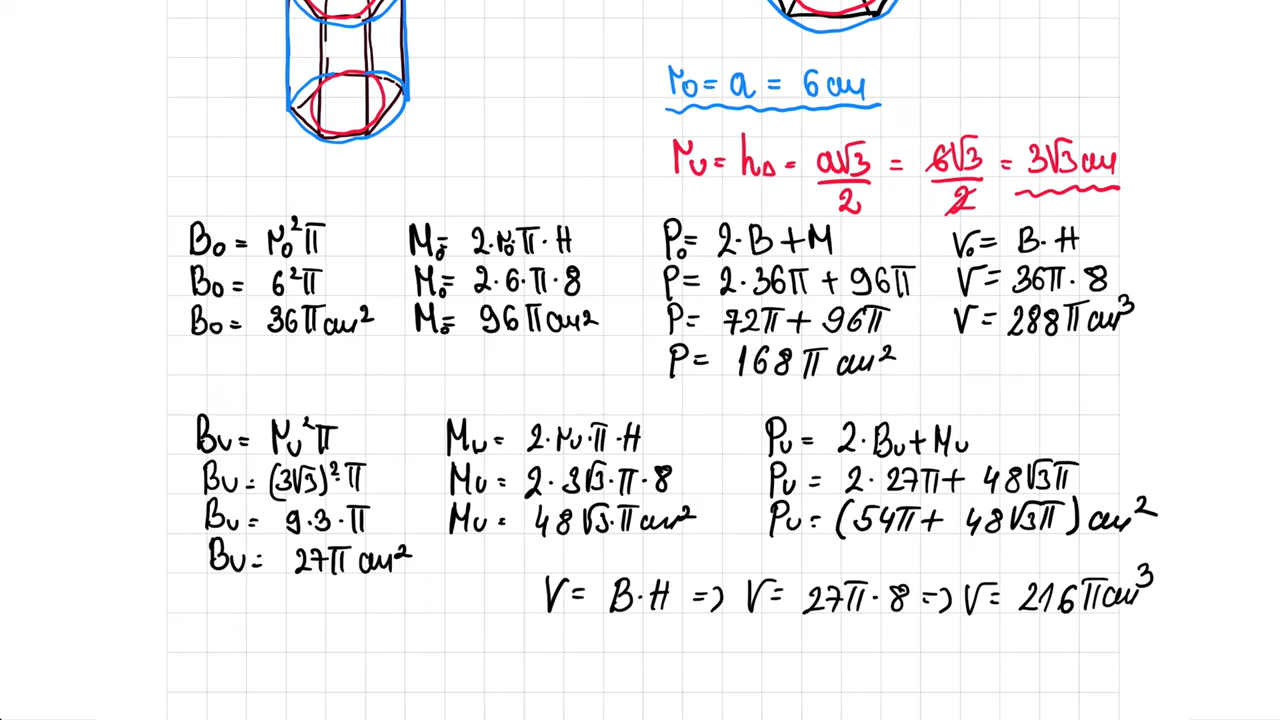 r₀ = a = 6 cm
rᵤ = h△ = a√3/2 = 6√3/2 = 3√3 cm
B₀ = r₀²π
B₀ = 6²π
B₀ = 36π cm²
M₀ = 2·r₀·π·H
M₀ = 2·6·π·8
M₀ = 96π cm²
P₀ = 2·B+M
P = 2·36π + 96π
P = 72π + 96π
P = 168π cm²
V₀ = B·H
V = 36π·8
V = 288π cm³
Bᵤ = rᵤ²π
Bᵤ = (3√3)²·π
Bᵤ = 9·3·π
Bᵤ = 27π cm²
Mᵤ = 2·rᵤ·π·H
Mᵤ = 2·3√3·π·8
Mᵤ = 48√3·π cm²
Pᵤ = 2·Bᵤ+Mᵤ
Pᵤ = 2·27π + 48√3π
Pᵤ = (54π + 48√3π) cm²
V = B·H => V = 27π·8 => V = 216π cm³